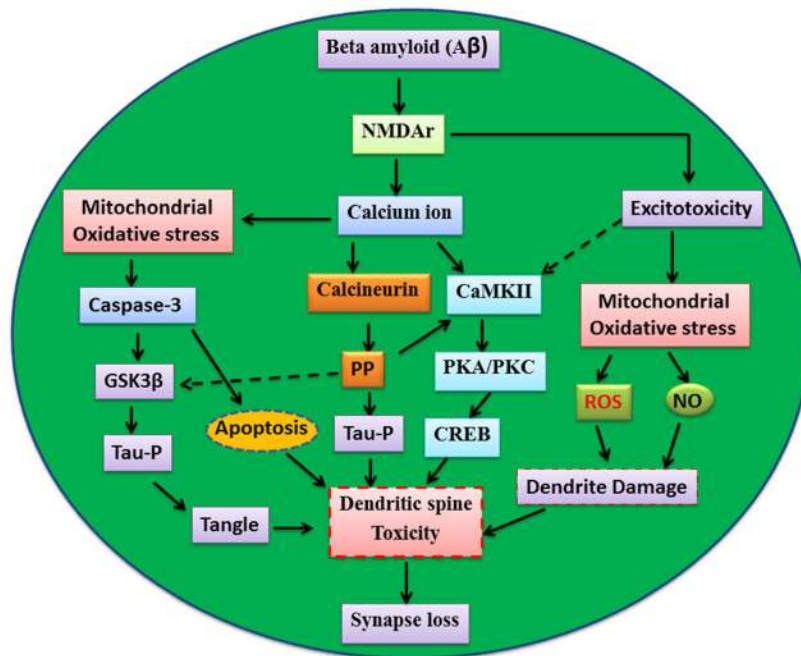 Beta amyloid (Aβ)
NMDAr
Mitochondrial
Oxidative stress
Calcium ion
Excitotoxicity
Caspase-3
Calcineurin
CaMKII
Mitochondrial
Oxidative stress
GSK3β
PP
PKA/PKC
ROS
NO
Apoptosis
Tau-P
Tau-P
CREB
Tangle
Dendritic spine
Toxicity
Dendrite Damage
Synapse loss